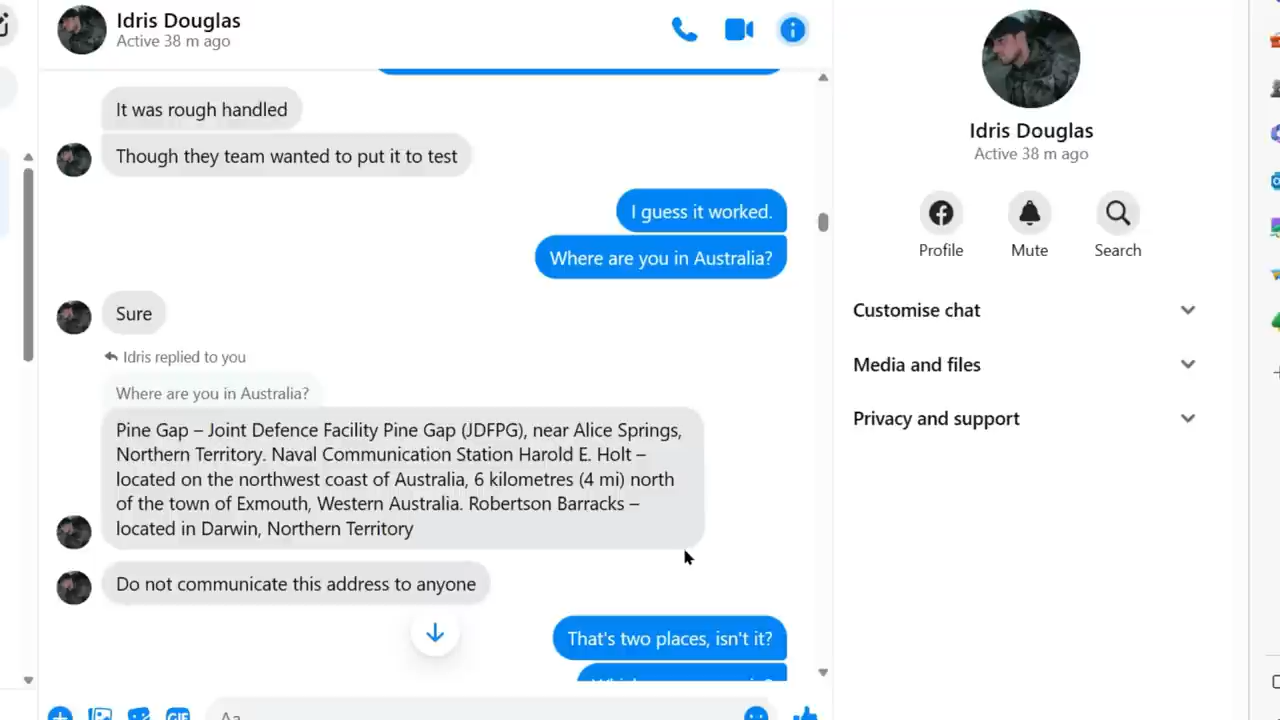 Idris Douglas
Active 38 m ago
It was rough handled
Though they team wanted to put it to test
I guess it worked.
Where are you in Australia?
Sure
Idris replied to you
Where are you in Australia?
Pine Gap – Joint Defence Facility Pine Gap (JDFPG), near Alice Springs,
Northern Territory. Naval Communication Station Harold E. Holt –
located on the northwest coast of Australia, 6 kilometres (4 mi) north
of the town of Exmouth, Western Australia. Robertson Barracks –
located in Darwin, Northern Territory
Do not communicate this address to anyone
That's two places, isn't it?
GIF
Aa
Idris Douglas
Active 38 m ago
Profile
Mute
Search
Customise chat
Media and files
Privacy and support